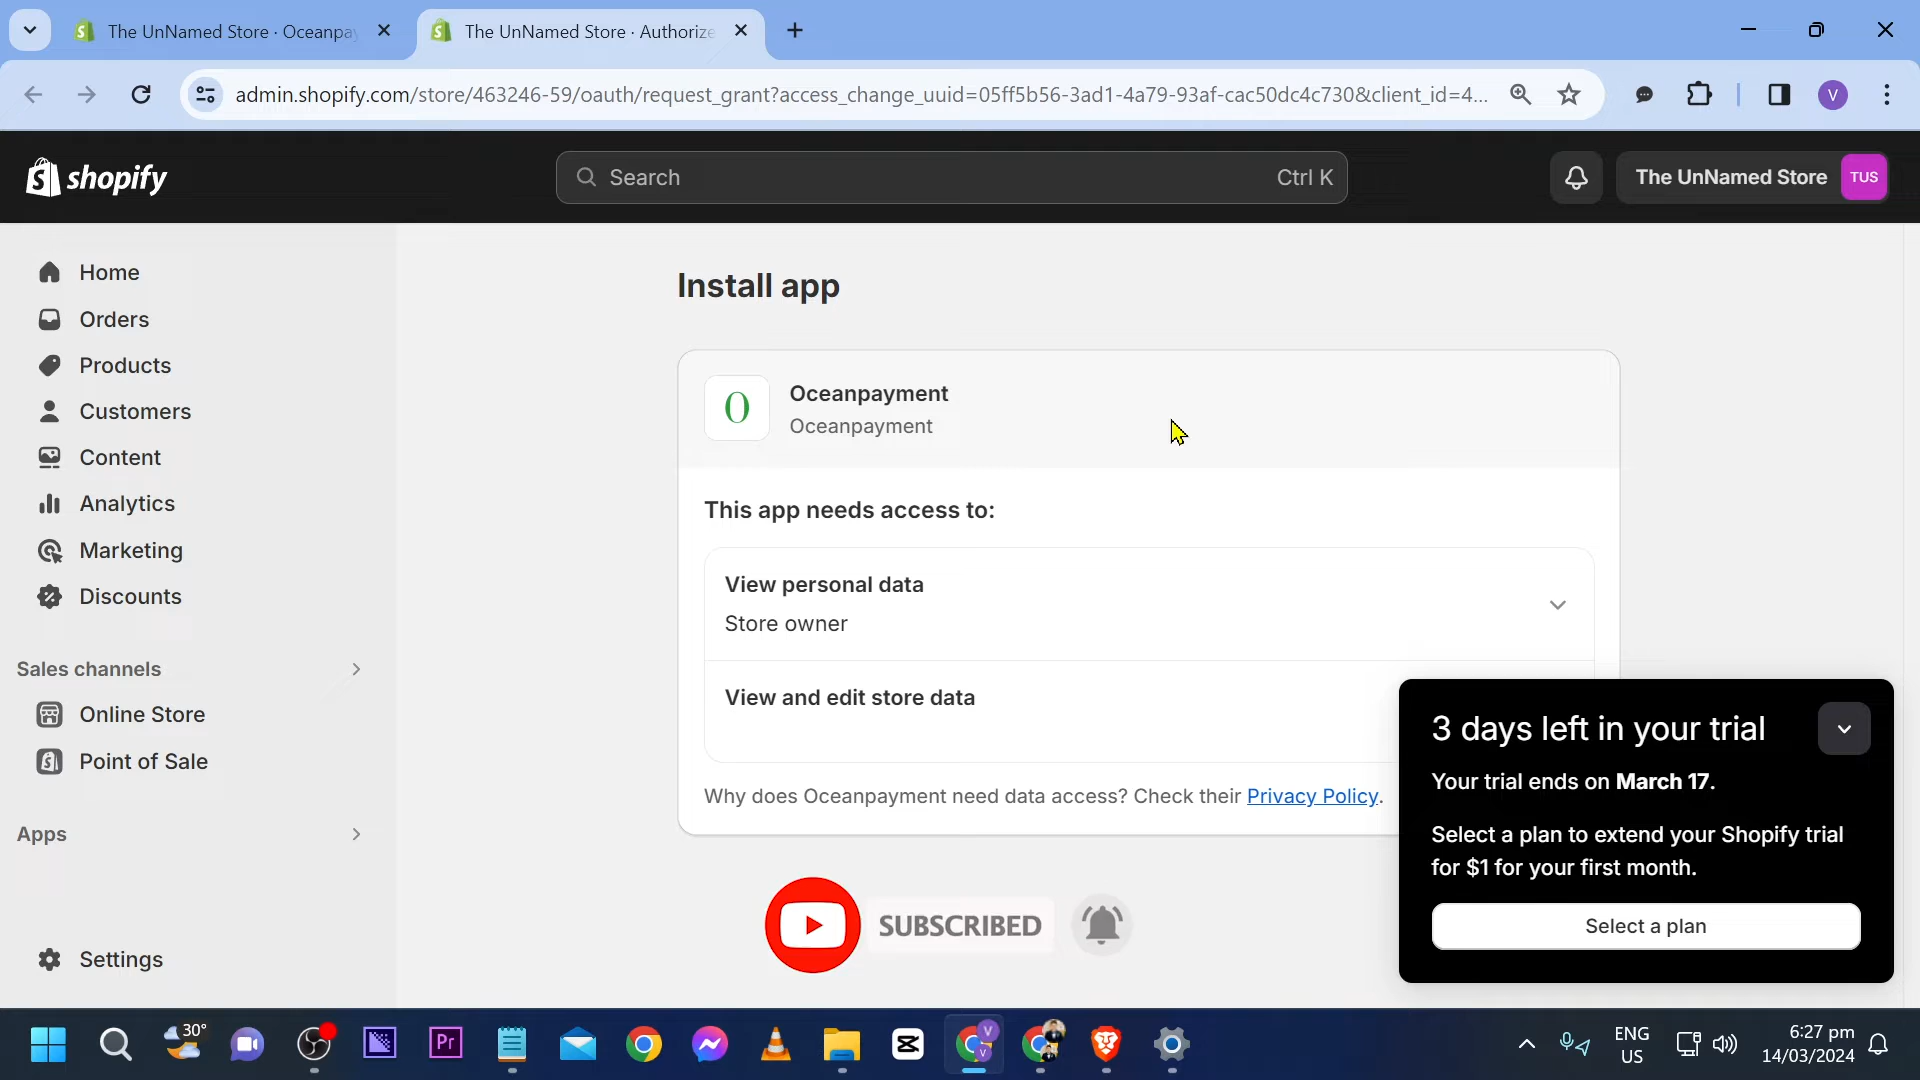 The UnNamed Store · Oceanpay
The UnNamed Store · Authorize
admin.shopify.com/store/463246-59/oauth/request_grant?access_change_uuid=05ff5b56-3ad1-4a79-93af-cac50dc4c730&client_id=4...
V
shopify
Search
Ctrl K
The UnNamed Store
TUS
Home
Orders
Products
Customers
Content
Analytics
Marketing
Discounts
Sales channels
Online Store
Point of Sale
Apps
Settings
Install app
Oceanpayment
Oceanpayment
This app needs access to:
View personal data
Store owner
View and edit store data
Why does Oceanpayment need data access? Check their Privacy Policy.
3 days left in your trial
Your trial ends on March 17.
Select a plan to extend your Shopify trial
for $1 for your first month.
Select a plan
SUBSCRIBED
30°
Pr
V
V
ENG
US
6:27 pm
14/03/2024